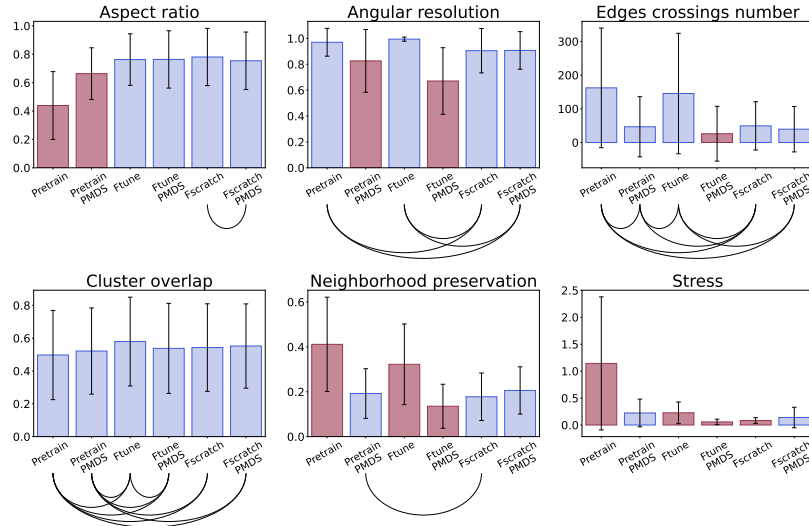 Aspect ratio
1.0
0.8
0.6
0.4
0.2
0.0
Pretrain
Pretrain
PMDS
Ftune
Ftune
PMDS
Fscratch
Fscratch
PMDS
Angular resolution
1.0
0.8
0.6
0.4
0.2
0.0
Pretrain
Pretrain
PMDS
Ftune
Ftune
PMDS
Fscratch
Fscratch
PMDS
Edges crossings number
300
200
100
0
Pretrain
Pretrain
PMDS
Ftune
Ftune
PMDS
Fscratch
Fscratch
PMDS
Cluster overlap
0.8
0.6
0.4
0.2
0.0
Pretrain
Pretrain
PMDS
Ftune
Ftune
PMDS
Fscratch
Fscratch
PMDS
Neighborhood preservation
0.6
0.4
0.2
0.0
Pretrain
Pretrain
PMDS
Ftune
Ftune
PMDS
Fscratch
Fscratch
PMDS
Stress
2.5
2.0
1.5
1.0
0.5
0.0
Pretrain
Pretrain
PMDS
Ftune
Ftune
PMDS
Fscratch
Fscratch
PMDS